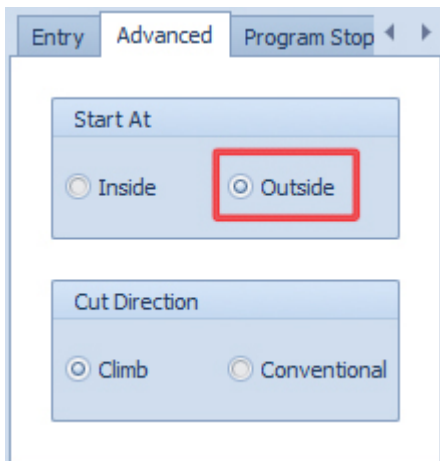 Entry Advanced Program Stop
Start At
Inside Outside
Cut Direction
Climb Conventional